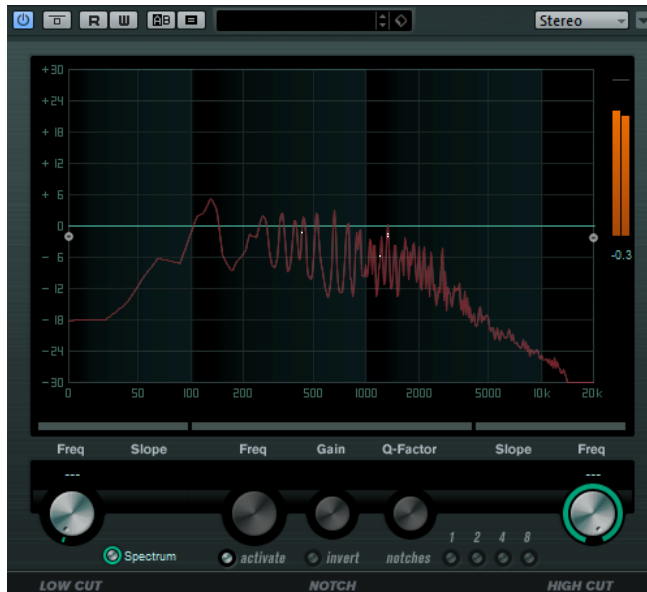 R W AB Stereo
+30
+24
+18
+12
+6
0
-6
-12
-18
-24
-30
-0.3
0 50 100 200 500 1000 2000 5000 10k 20k
Freq Slope Freq Gain Q-Factor Slope Freq
--- ---
1 2 4 8
Spectrum activate invert notches
LOW CUT NOTCH HIGH CUT